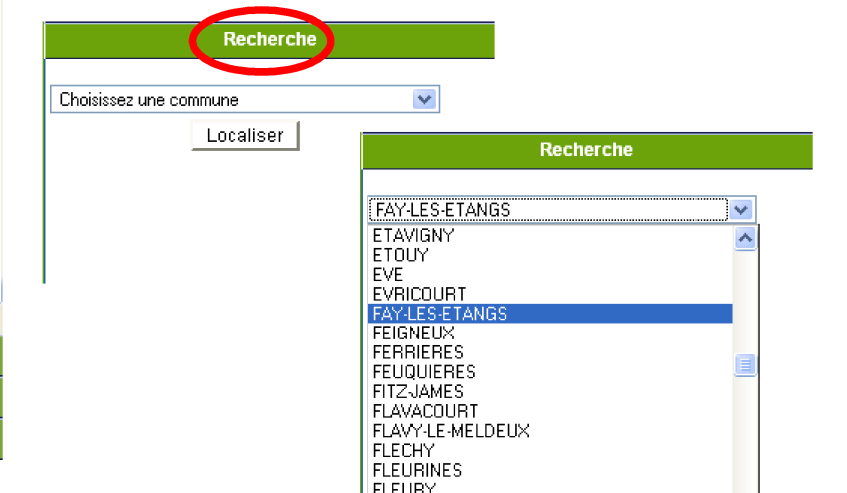 Recherche
Choisissez une commune
Localiser
Recherche
FAY-LES-ETANGS
ETAVIGNY
ETOUY
EVE
EVRICOURT
FAY-LES-ETANGS
FEIGNEUX
FERRIERES
FEUQUIERES
FITZ-JAMES
FLAVACOURT
FLAVY-LE-MELDEUX
FLECHY
FLEURINES
FLEURY